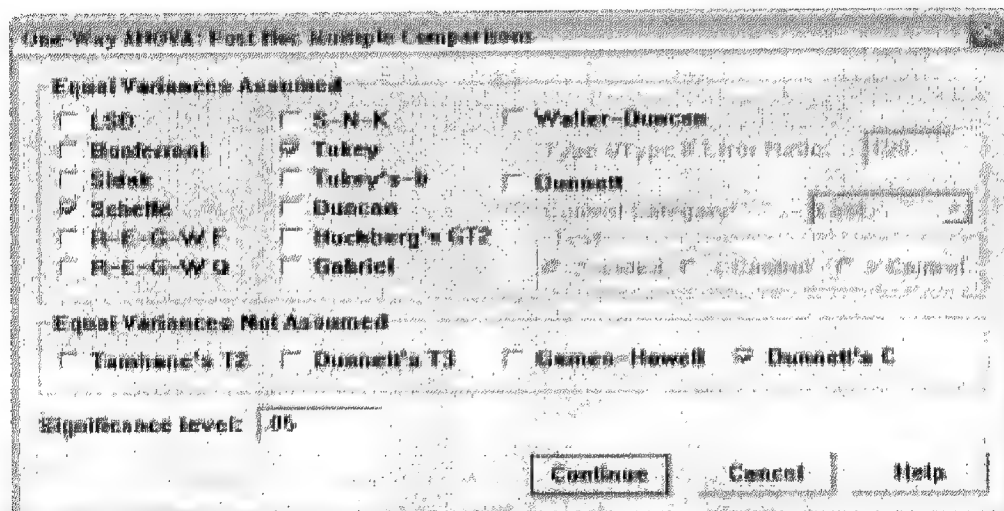 One-Way ANOVA: Post Hoc Multiple Comparisons
Equal Variances Assumed
LSD S-N-K Waller-Duncan
Bonferroni Tukey Type I/Type II Error Ratio: 100
Sidak Tukey's-b Dunnett
Scheffe Duncan Control Category: Last
R-E-G-W F Hochberg's GT2 Test
R-E-G-W Q Gabriel 2-sided < Control > Control
Equal Variances Not Assumed
Tamhane's T2 Dunnett's T3 Games-Howell Dunnett's C
Significance level: .05
Continue Cancel Help